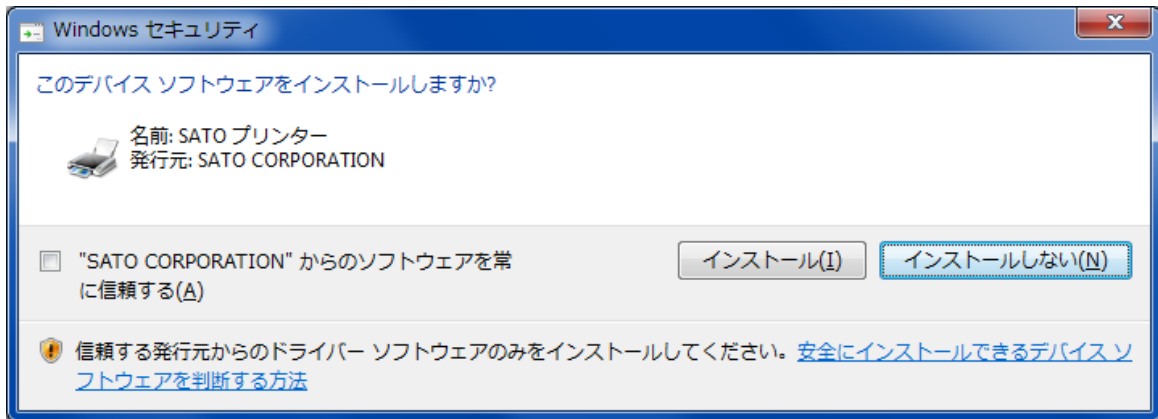 Windows セキュリティ
このデバイス ソフトウェアをインストールしますか?
名前: SATO プリンター
発行元: SATO CORPORATION
"SATO CORPORATION" からのソフトウェアを常
に信頼する(A)
インストール(I)
インストールしない(N)
信頼する発行元からのドライバー ソフトウェアのみをインストールしてください。安全にインストールできるデバイス ソ
フトウェアを判断する方法